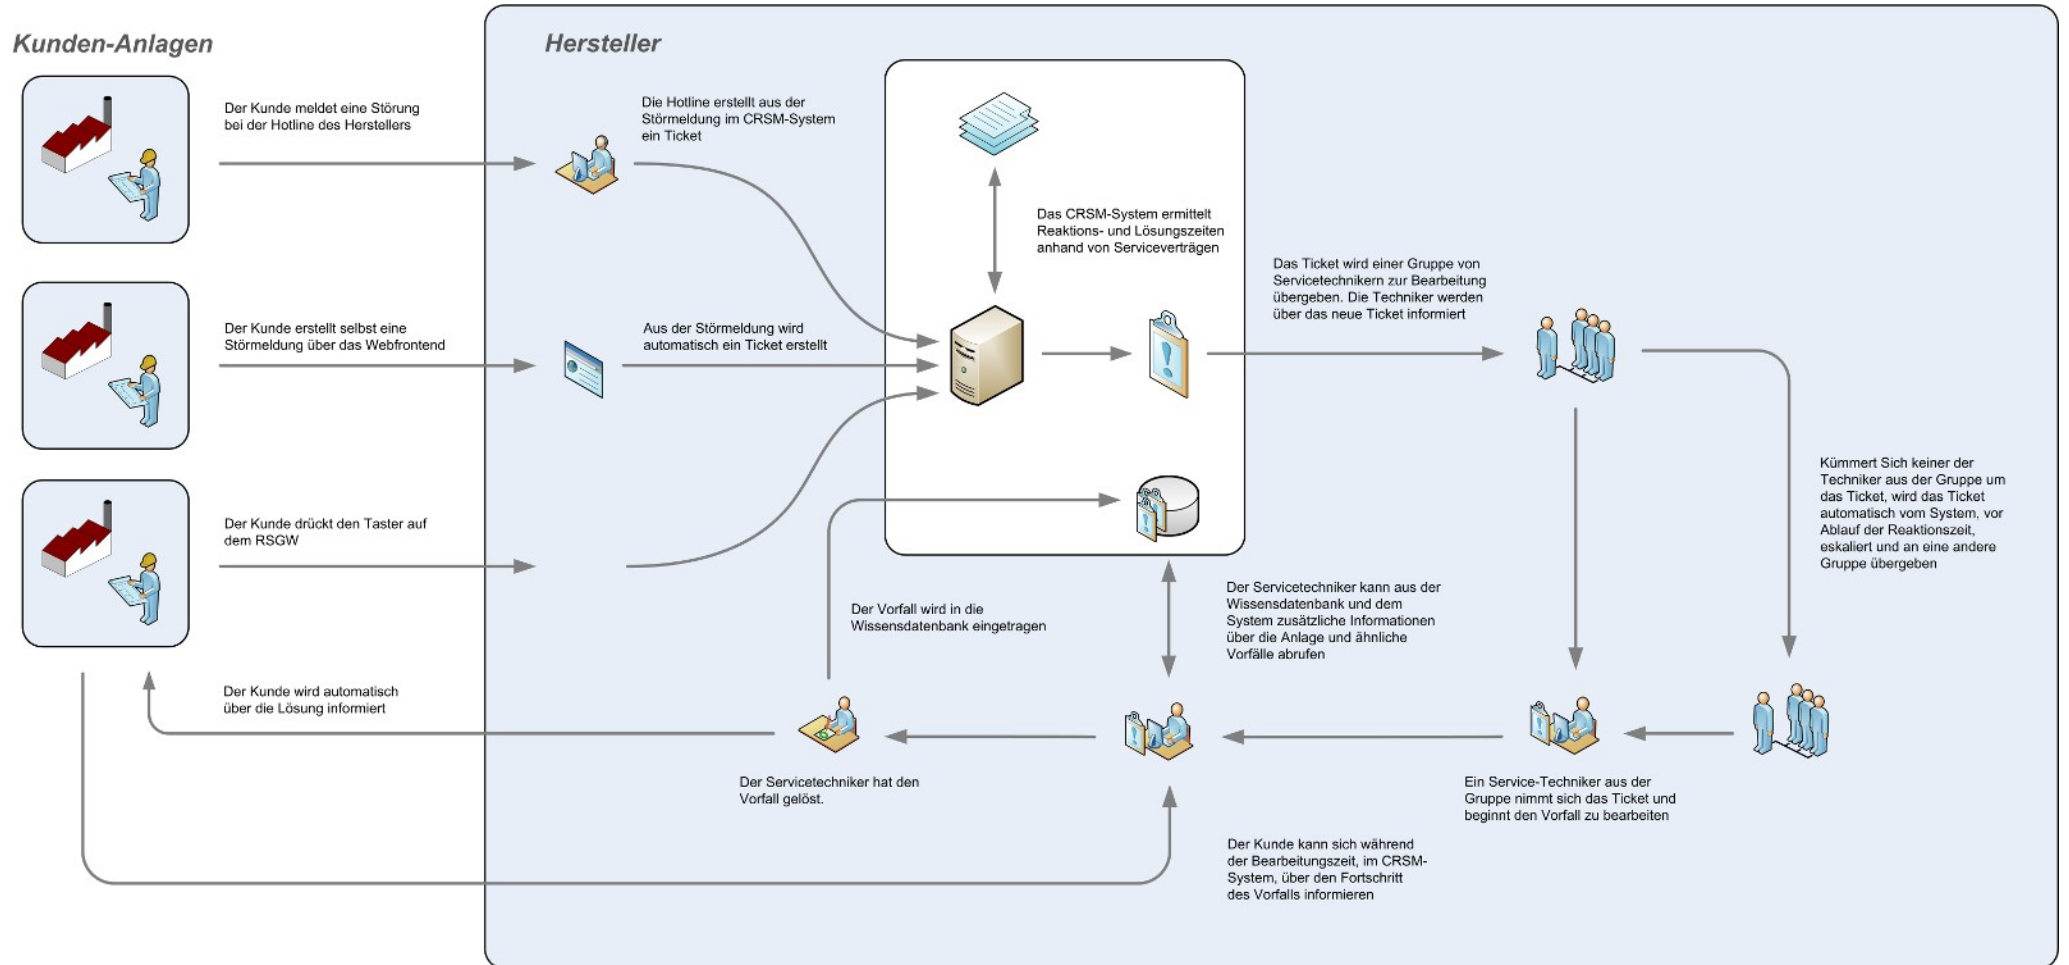 Kunden-Anlagen
Hersteller
Der Kunde meldet eine Störung
bei der Hotline des Herstellers
Die Hotline erstellt aus der
Störmeldung im CRSM-System
ein Ticket
Das CRSM-System ermittelt
Reaktions- und Lösungszeiten
anhand von Serviceverträgen
Das Ticket wird einer Gruppe von
Servicetechnikern zur Bearbeitung
übergeben. Die Techniker werden
über das neue Ticket informiert
Der Kunde erstellt selbst eine
Störmeldung über das Webfrontend
Aus der Störmeldung wird
automatisch ein Ticket erstellt
Kümmert Sich keiner der
Techniker aus der Gruppe um
das Ticket, wird das Ticket
automatisch vom System, vor
Ablauf der Reaktionszeit,
eskaliert und an eine andere
Gruppe übergeben
Der Kunde drückt den Taster auf
dem RSGW
Der Vorfall wird in die
Wissensdatenbank eingetragen
Der Servicetechniker kann aus der
Wissensdatenbank und dem
System zusätzliche Informationen
über die Anlage und ähnliche
Vorfälle abrufen
Der Kunde wird automatisch
über die Lösung informiert
Der Servicetechniker hat den
Vorfall gelöst.
Ein Service-Techniker aus der
Gruppe nimmt sich das Ticket und
beginnt den Vorfall zu bearbeiten
Der Kunde kann sich während
der Bearbeitungszeit, im CRSM-
System, über den Fortschritt
des Vorfalls informieren